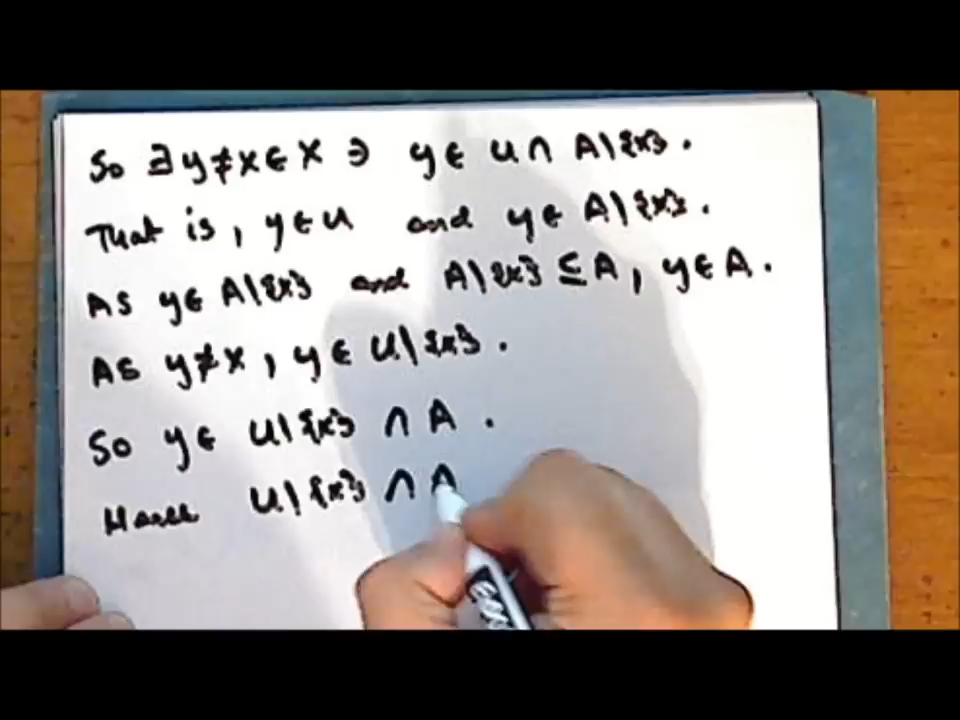 So ∃ y≠x∈X ∋ y∈ U∩ A\{x}.
That is, y∈U and y∈ A\{x}.
As y∈ A\{x} and A\{x} ⊆A, y∈A.
As y≠x, y∈ U\{x}.
So y∈ U\{x} ∩ A.
Hence U\{x} ∩ A